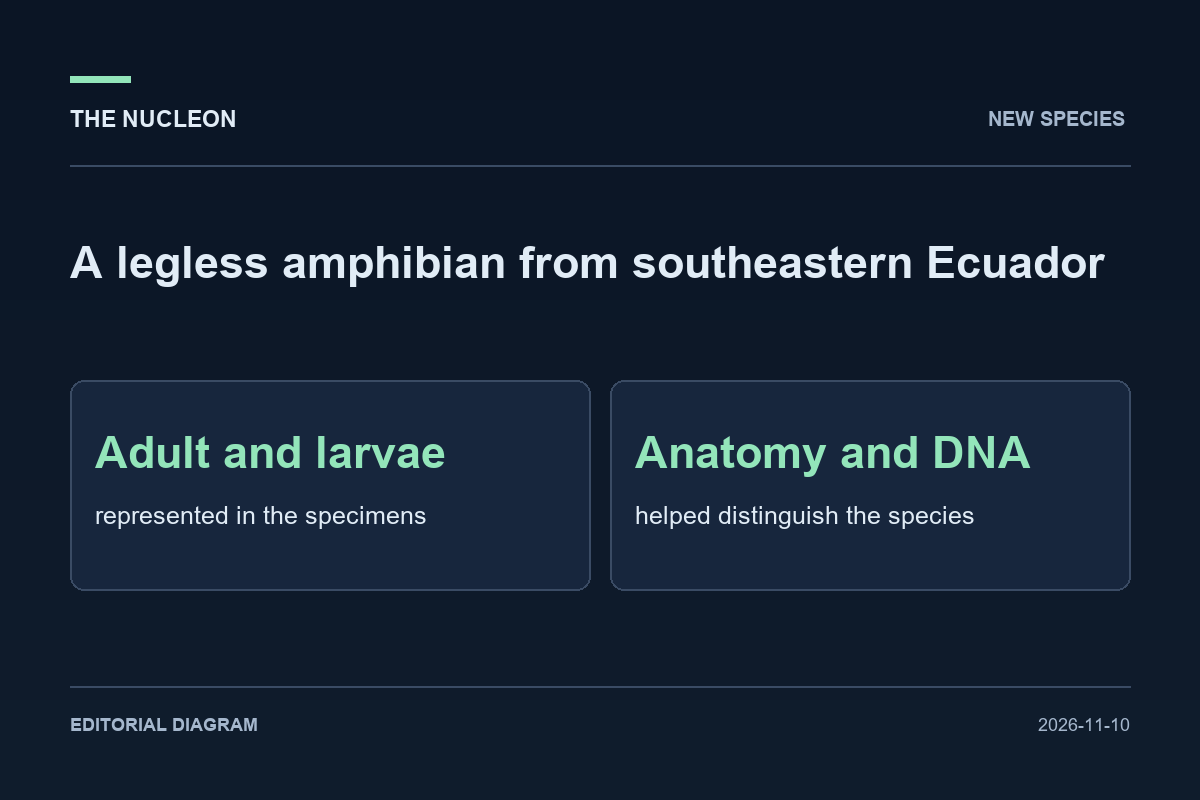 THE NUCLEON
NEW SPECIES
A legless amphibian from southeastern Ecuador
Adult and larvae
represented in the specimens
Anatomy and DNA
helped distinguish the species
EDITORIAL DIAGRAM
2026-11-10